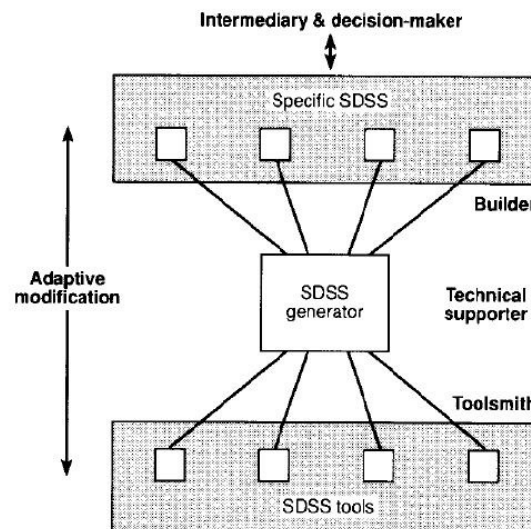 Intermediary & decision-maker
Specific SDSS
Builder
Adaptive
modification
SDSS
generator
Technical
supporter
Toolsmith
SDSS tools